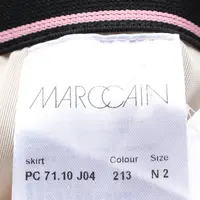 MARCCAIN
skirt Colour Size
PC 71.10 J04 213 N 2